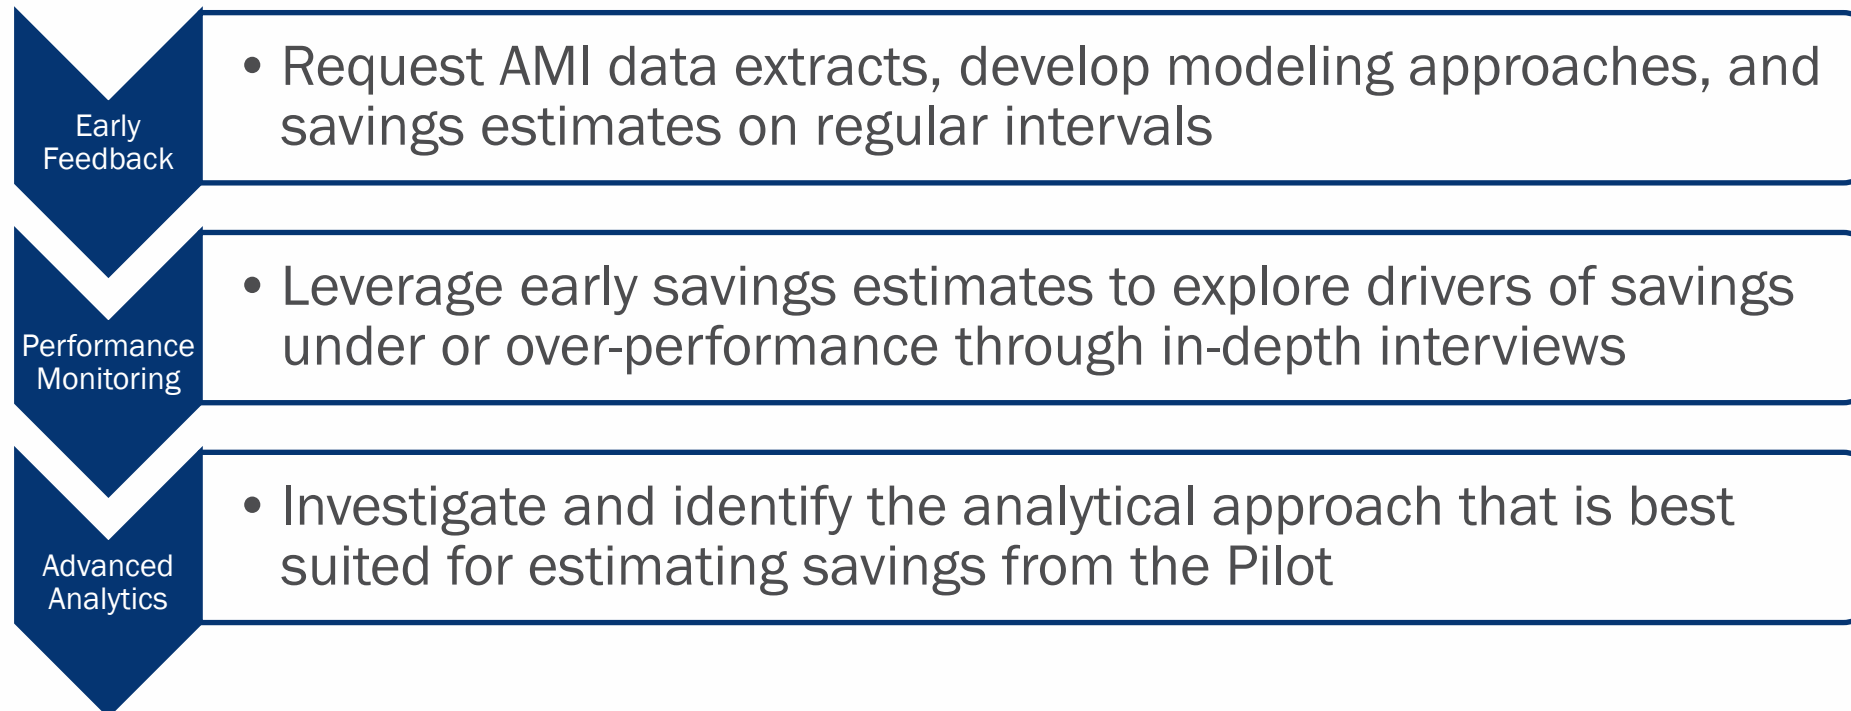 Early
Feedback
• Request AMI data extracts, develop modeling approaches, and
savings estimates on regular intervals
Performance
Monitoring
• Leverage early savings estimates to explore drivers of savings
under or over-performance through in-depth interviews
Advanced
Analytics
• Investigate and identify the analytical approach that is best
suited for estimating savings from the Pilot